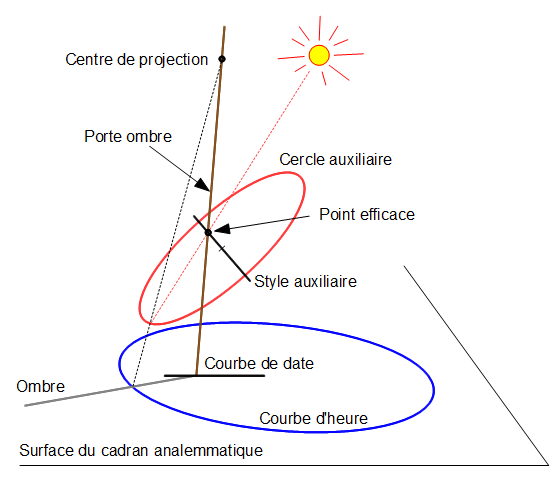 Centre de projection
Porte ombre
Cercle auxiliaire
Point efficace
Style auxiliaire
Courbe de date
Ombre
Courbe d'heure
Surface du cadran analemmatique